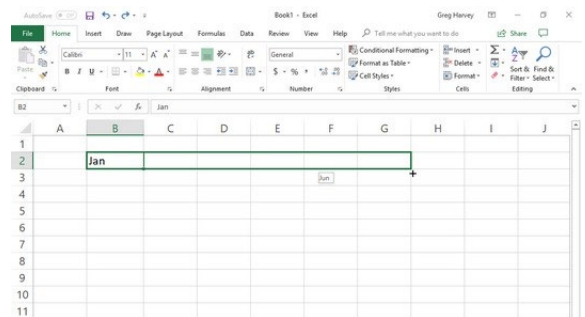 AutoSave Off Book1 - Excel Greg Harvey
File Home Insert Draw Page Layout Formulas Data Review View Help Tell me what you want to do Share
Paste Calibri 11 A A General Conditional Formatting Insert
B I U A $ % Format as Table Delete Sort & Find &
Cell Styles Format Filter Select
Clipboard Font Alignment Number Styles Cells Editing
B2 fx Jan
A B C D E F G H I J
1
2 Jan
3 Jun
4
5
6
7
8
9
10
11